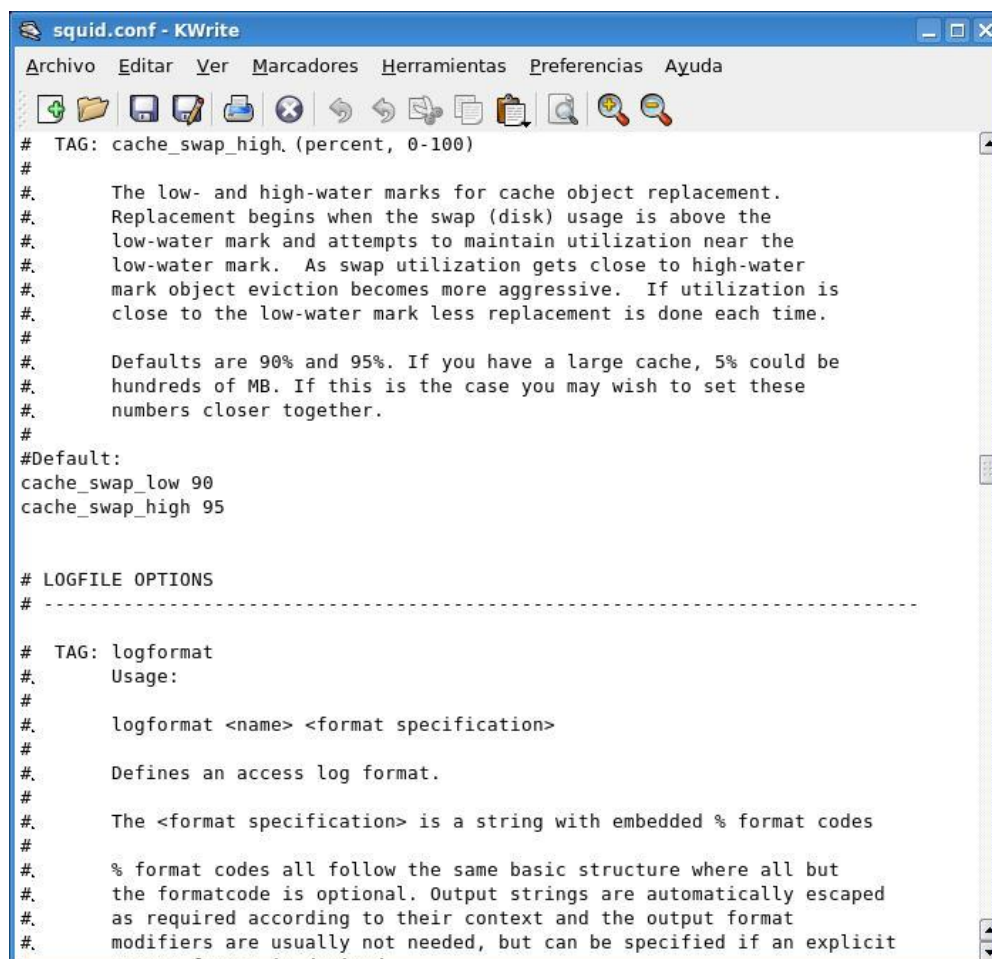 squid.conf - KWrite
Archivo Editar Ver Marcadores Herramientas Preferencias Ayuda
# TAG: cache_swap_high (percent, 0-100)
#
# The low- and high-water marks for cache object replacement.
# Replacement begins when the swap (disk) usage is above the
# low-water mark and attempts to maintain utilization near the
# low-water mark. As swap utilization gets close to high-water
# mark object eviction becomes more aggressive. If utilization is
# close to the low-water mark less replacement is done each time.
#
# Defaults are 90% and 95%. If you have a large cache, 5% could be
# hundreds of MB. If this is the case you may wish to set these
# numbers closer together.
#
#Default:
cache_swap_low 90
cache_swap_high 95
# LOGFILE OPTIONS
# -----------------------------------------------------------------------------
# TAG: logformat
# Usage:
#
# logformat <name> <format specification>
#
# Defines an access log format.
#
# The <format specification> is a string with embedded % format codes
#
# % format codes all follow the same basic structure where all but
# the formatcode is optional. Output strings are automatically escaped
# as required according to their context and the output format
# modifiers are usually not needed, but can be specified if an explicit